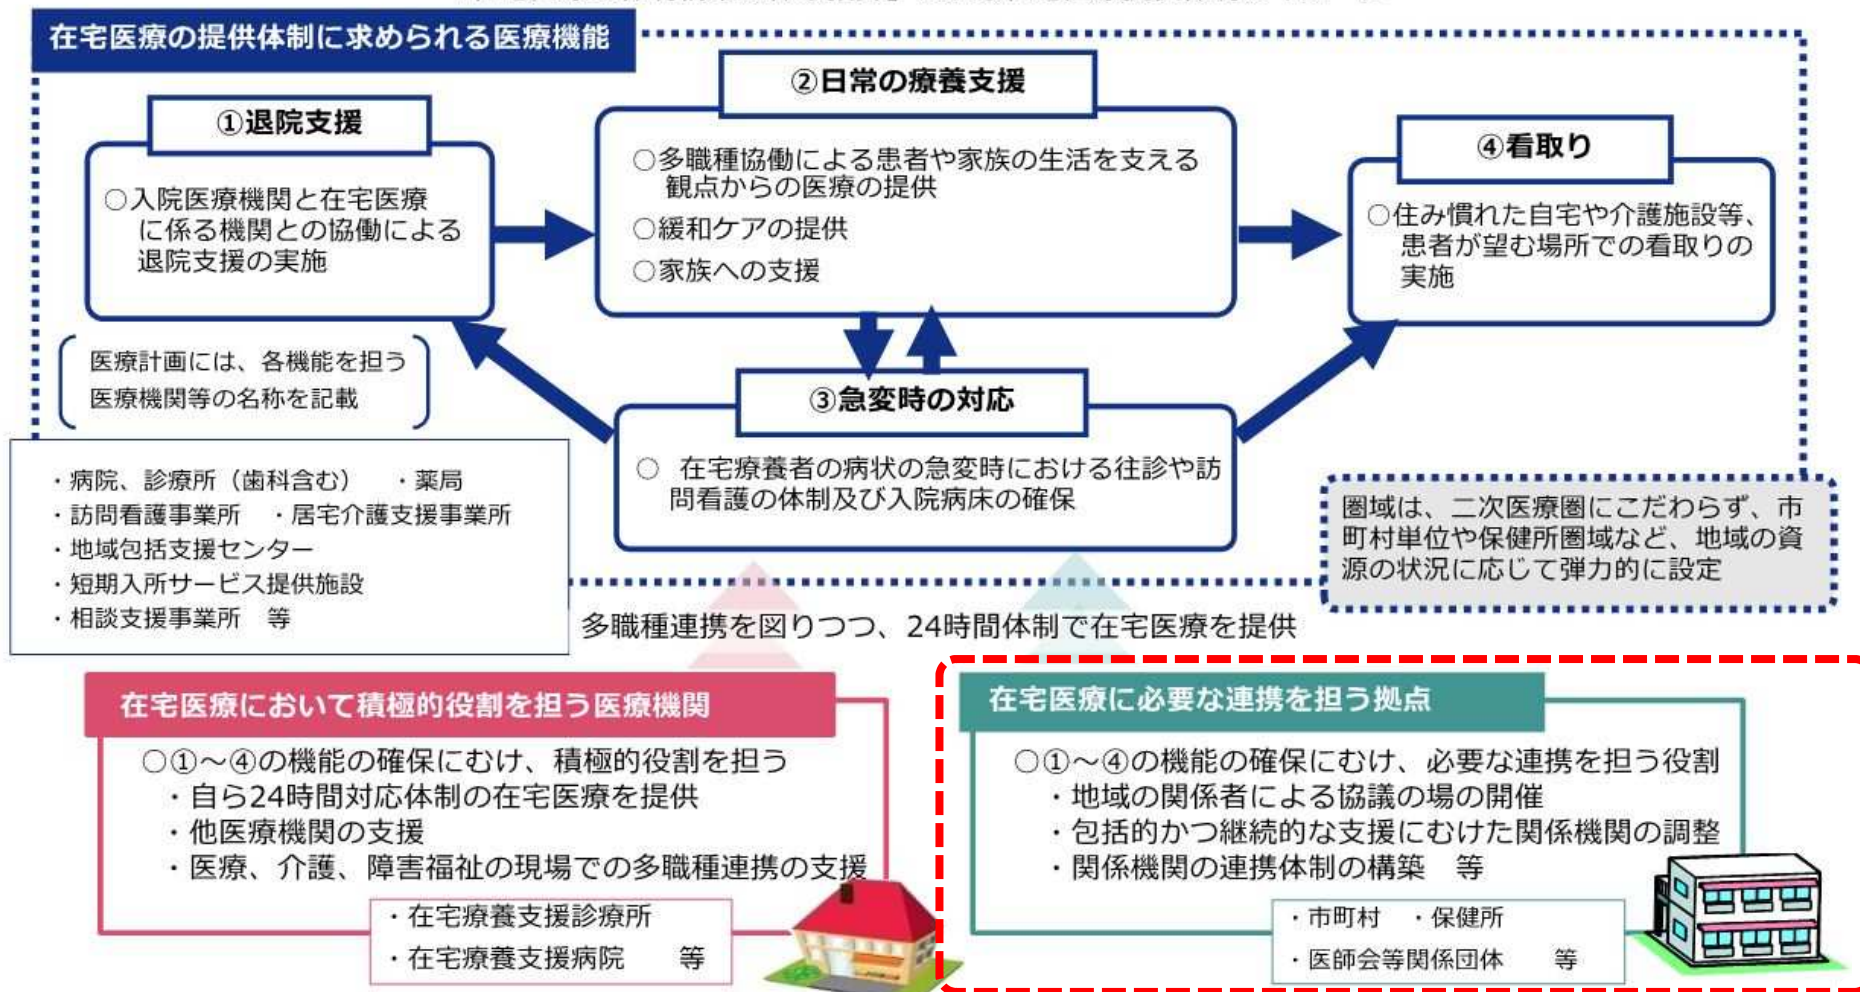 在宅医療の提供体制に求められる医療機能
①退院支援
○入院医療機関と在宅医療
に係る機関との協働による
退院支援の実施
②日常の療養支援
○多職種協働による患者や家族の生活を支える
観点からの医療の提供
○緩和ケアの提供
○家族への支援
④看取り
○住み慣れた自宅や介護施設等、
患者が望む場所での看取りの
実施
③急変時の対応
○ 在宅療養者の病状の急変時における往診や訪
問看護の体制及び入院病床の確保
医療計画には、各機能を担う
医療機関等の名称を記載
・病院、診療所（歯科含む） ・薬局
・訪問看護事業所 ・居宅介護支援事業所
・地域包括支援センター
・短期入所サービス提供施設
・相談支援事業所 等
圏域は、二次医療圏にこだわらず、市
町村単位や保健所圏域など、地域の資
源の状況に応じて弾力的に設定
多職種連携を図りつつ、24時間体制で在宅医療を提供
在宅医療において積極的役割を担う医療機関
○①～④の機能の確保にむけ、積極的役割を担う
・自ら24時間対応体制の在宅医療を提供
・他医療機関の支援
・医療、介護、障害福祉の現場での多職種連携の支援
・在宅療養支援診療所
・在宅療養支援病院 等
在宅医療に必要な連携を担う拠点
○①～④の機能の確保にむけ、必要な連携を担う役割
・地域の関係者による協議の場の開催
・包括的かつ継続的な支援にむけた関係機関の調整
・関係機関の連携体制の構築 等
・市町村 ・保健所
・医師会等関係団体 等